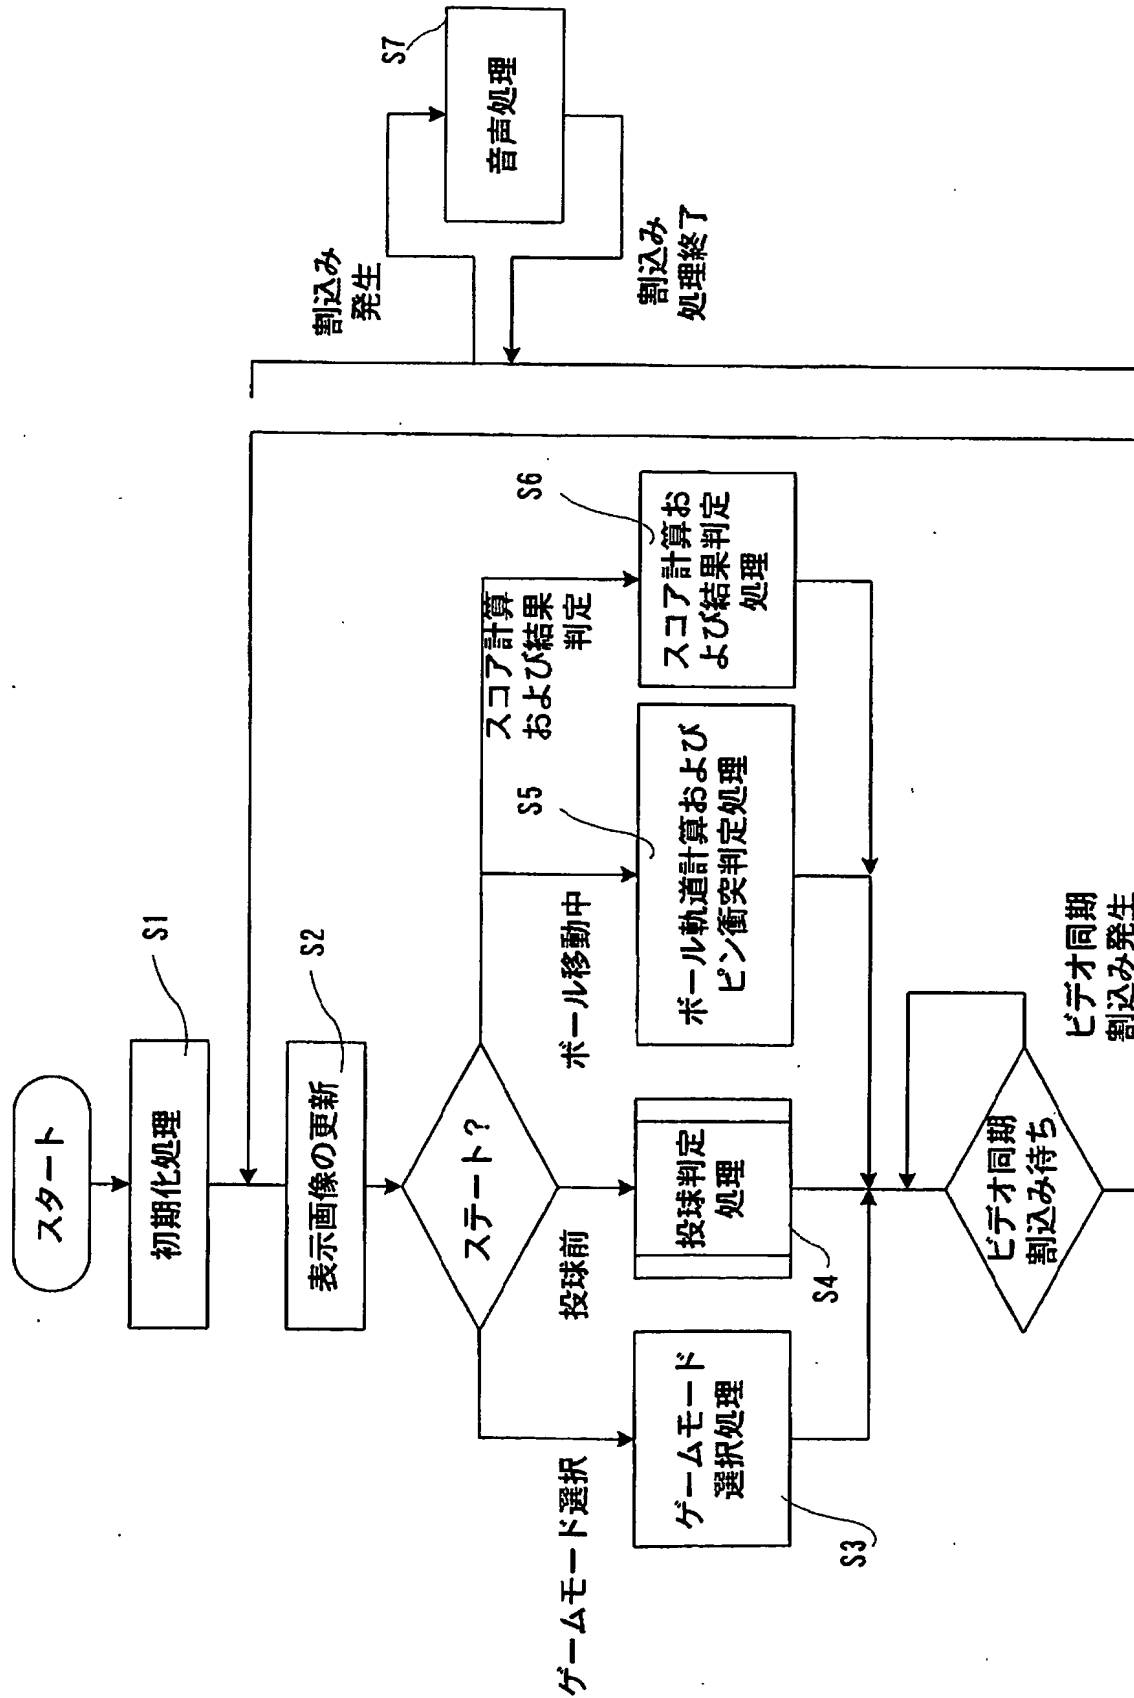 スタート
初期化処理
S1
表示画像の更新
S2
ステート？
ゲームモード選択
投球前
ボール移動中
スコア計算
および結果
判定
ゲームモード
選択処理
S3
投球判定
処理
S4
ボール軌道計算および
ピン衝突判定処理
S5
スコア計算お
よび結果判定
処理
S6
ビデオ同期
割込み待ち
ビデオ同期
割込み発生
割込み
発生
音声処理
S7
割込み
処理終了